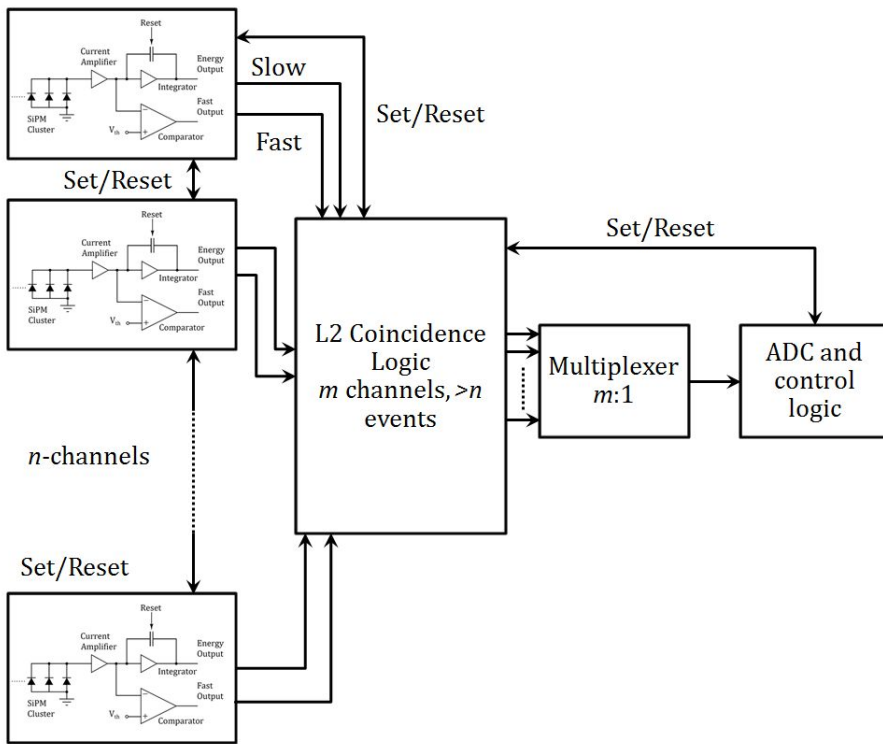 Reset
Current
Amplifier
Energy
Output
Integrator
Fast
Output
SiPM
Cluster
Vth
Comparator
Slow
Fast
Set/Reset
Set/Reset
Reset
Current
Amplifier
Energy
Output
Integrator
Fast
Output
SiPM
Cluster
Vth
Comparator
Set/Reset
L2 Coincidence
Logic
m channels, >n
events
Multiplexer
m:1
ADC and
control
logic
n-channels
Set/Reset
Reset
Current
Amplifier
Energy
Output
Integrator
Fast
Output
SiPM
Cluster
Vth
Comparator